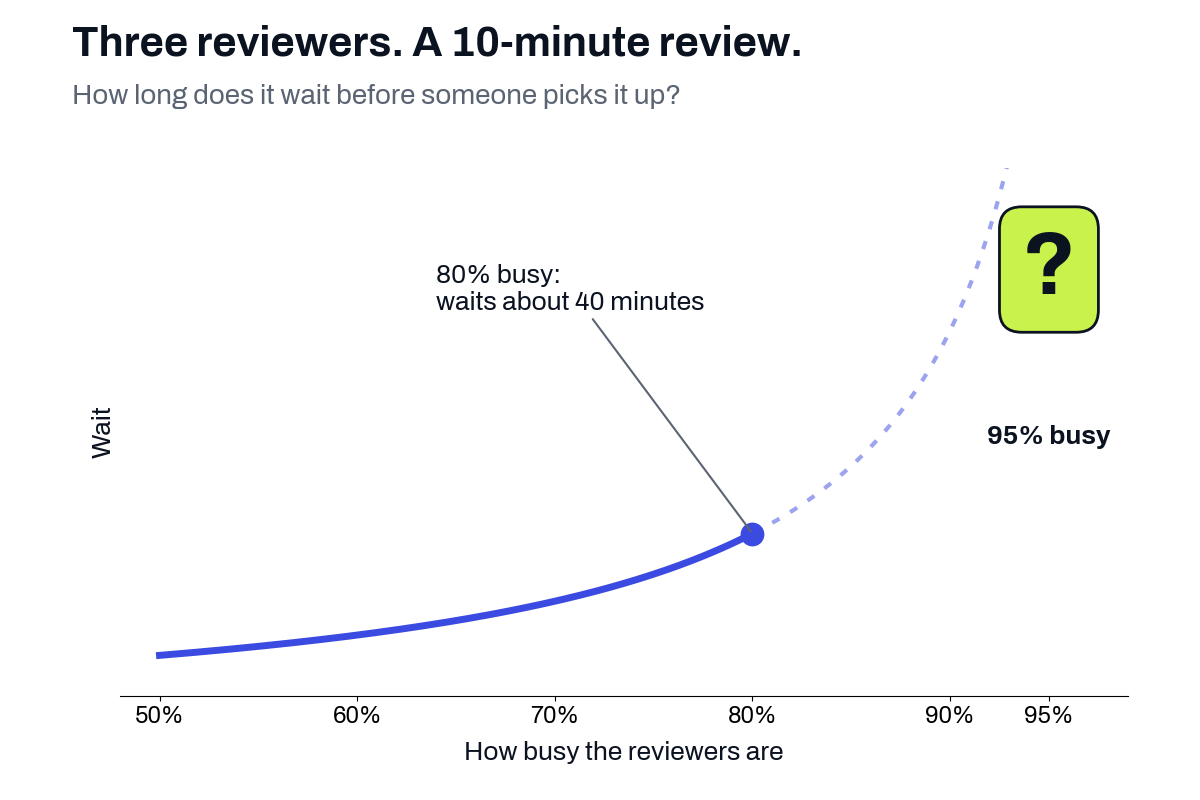 Three reviewers. A 10-minute review.
How long does it wait before someone picks it up?
?
80% busy:
waits about 40 minutes
Wait
95% busy
50%
60%
70%
80%
90%
95%
How busy the reviewers are